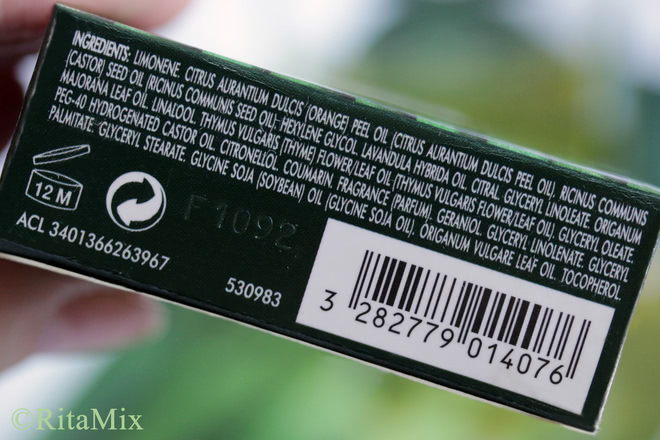 INGREDIENTS: LIMONENE, CITRUS AURANTIUM DULCIS (ORANGE) PEEL OIL (CITRUS AURANTIUM DULCIS PEEL OIL), RICINUS COMMUNIS
(CASTOR) SEED OIL (RICINUS COMMUNIS SEED OIL), HEXYLENE GLYCOL, LAVANDULA HYBRIDA OIL, CITRAL, GLYCERYL LINOLEATE, ORIGANUM
MAJORANA LEAF OIL, LINALOOL, THYMUS VULGARIS (THYME) FLOWER/LEAF OIL (THYMUS VULGARIS FLOWER/LEAF OIL), GLYCERYL OLEATE,
PEG-40 HYDROGENATED CASTOR OIL, CITRONELLOL, COUMARIN, FRAGRANCE (PARFUM), GERANIOL, GLYCERYL LINOLENATE, GLYCERYL
PALMITATE, GLYCERYL STEARATE, GLYCINE SOJA (SOYBEAN) OIL (GLYCINE SOJA OIL), ORIGANUM VULGARE LEAF OIL, TOCOPHEROL.
12 M
F1092
ACL 3401366263967
530983
3 282779 014076
©RitaMix